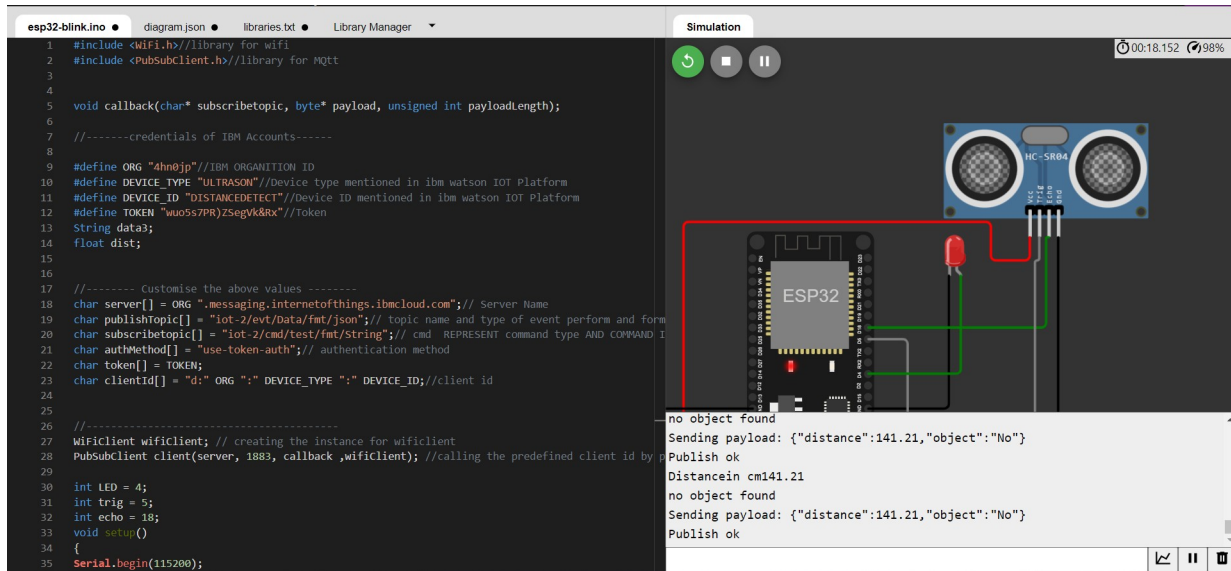 esp32-blink.ino ● diagram.json ● libraries.txt ● Library Manager ▼
1 #include <WiFi.h>//library for wifi
2 #include <PubSubClient.h>//library for MQtt
3
4
5 void callback(char* subscribetopic, byte* payload, unsigned int payloadLength);
6
7 //-------credentials of IBM Accounts------
8
9 #define ORG "4hn0jp"//IBM ORGANITION ID
10 #define DEVICE_TYPE "ULTRASON"//Device type mentioned in ibm watson IOT Platform
11 #define DEVICE_ID "DISTANCEDETECT"//Device ID mentioned in ibm watson IOT Platform
12 #define TOKEN "wuo5s7PR)ZSegVk&Rx"//Token
13 String data3;
14 float dist;
15
16
17 //-------- Customise the above values --------
18 char server[] = ORG ".messaging.internetofthings.ibmcloud.com";// Server Name
19 char publishTopic[] = "iot-2/evt/Data/fmt/json";// topic name and type of event perform and form
20 char subscribetopic[] = "iot-2/cmd/test/fmt/String";// cmd REPRESENT command type AND COMMAND I
21 char authMethod[] = "use-token-auth";// authentication method
22 char token[] = TOKEN;
23 char clientId[] = "d:" ORG ":" DEVICE_TYPE ":" DEVICE_ID;//client id
24
25
26 //-----------------------------------------
27 WiFiClient wifiClient; // creating the instance for wificlient
28 PubSubClient client(server, 1883, callback ,wifiClient); //calling the predefined client id by p
29
30 int LED = 4;
31 int trig = 5;
32 int echo = 18;
33 void setup()
34 {
35 Serial.begin(115200);
Simulation
00:18.152 98%
HC-SR04
Vcc
Trig
Echo
Gnd
ESP32
no object found
Sending payload: {"distance":141.21,"object":"No"}
Publish ok
Distancein cm141.21
no object found
Sending payload: {"distance":141.21,"object":"No"}
Publish ok